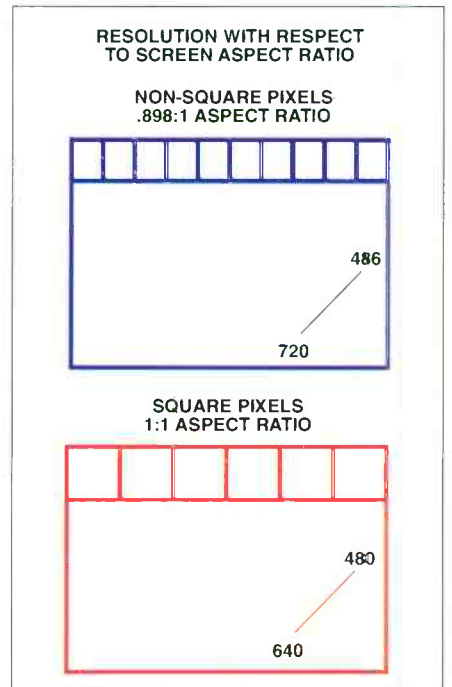 RESOLUTION WITH RESPECT
TO SCREEN ASPECT RATIO
NON-SQUARE PIXELS
.898:1 ASPECT RATIO
486
720
SQUARE PIXELS
1:1 ASPECT RATIO
480
640